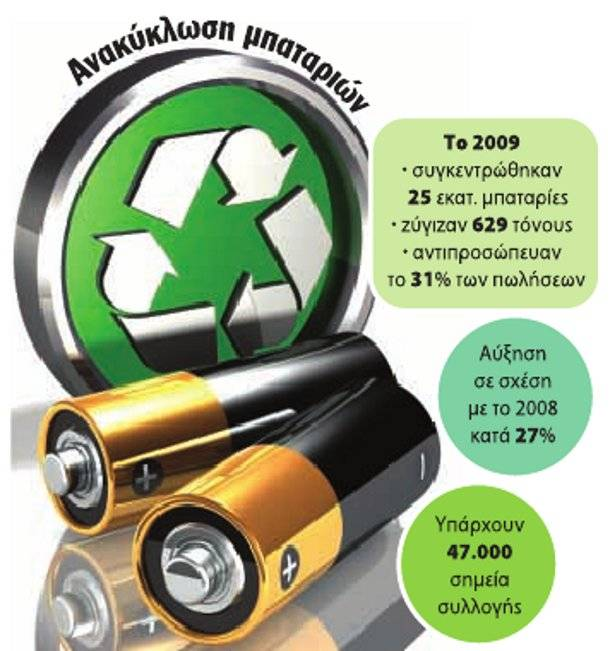 Ανακύκλωση μπαταριών
Το 2009
· συγκεντρώθηκαν
25 εκατ. μπαταρίες
· ζύγιζαν 629 τόνους
· αντιπροσώπευαν
το 31% των πωλήσεων
Αύξηση
σε σχέση
με το 2008
κατά 27%
Υπάρχουν
47.000
σημεία
συλλογής